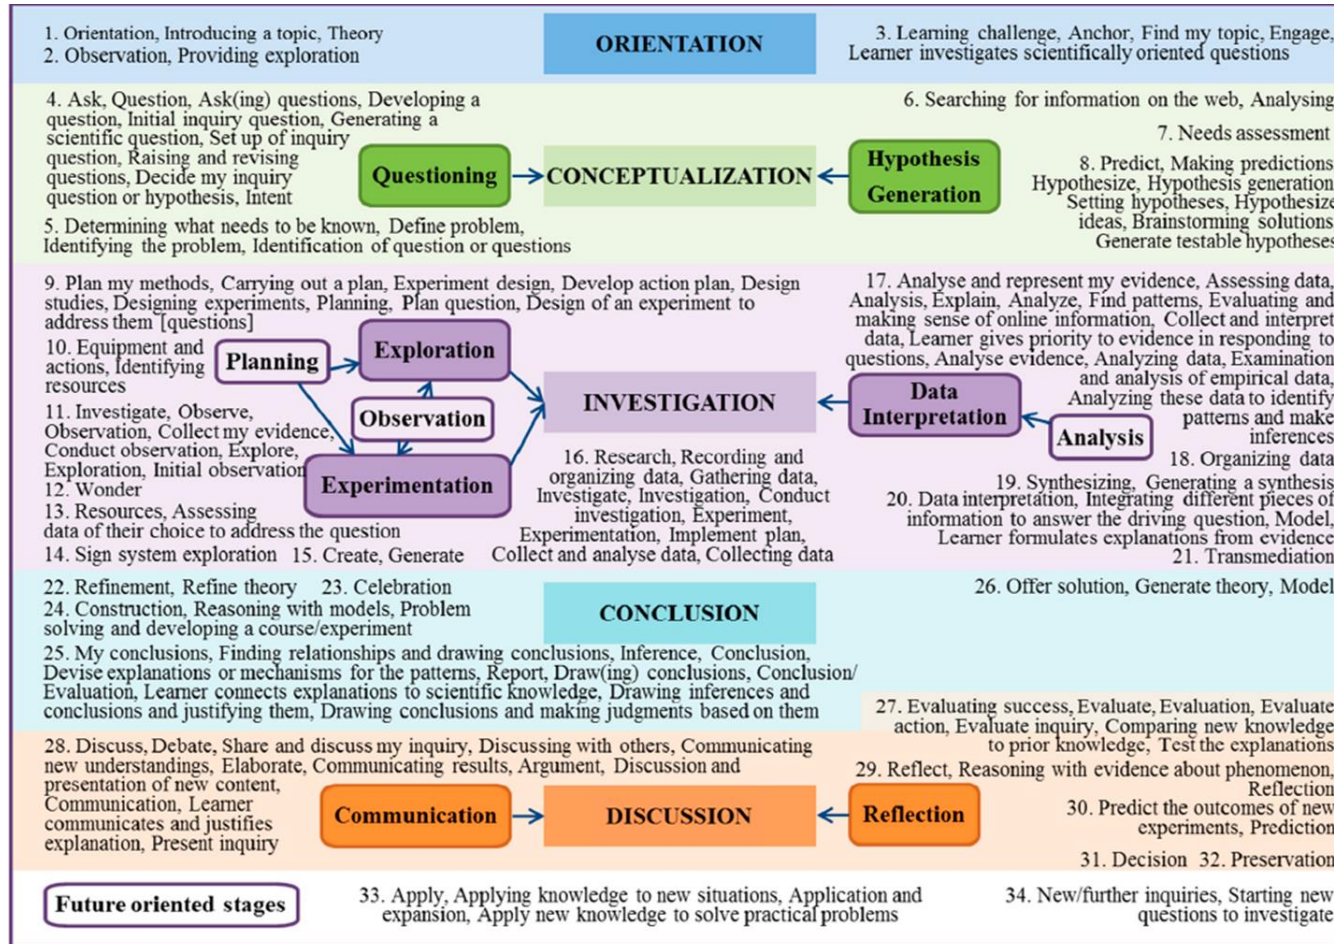 1. Orientation, Introducing a topic, Theory
2. Observation, Providing exploration
ORIENTATION
3. Learning challenge, Anchor, Find my topic, Engage,
Learner investigates scientifically oriented questions
4. Ask, Question, Ask(ing) questions, Developing a
question, Initial inquiry question, Generating a
scientific question, Set up of inquiry
question, Raising and revising
questions, Decide my inquiry
question or hypothesis, Intent
5. Determining what needs to be known, Define problem,
Identifying the problem, Identification of question or questions
Questioning
CONCEPTUALIZATION
Hypothesis
Generation
6. Searching for information on the web, Analysing
7. Needs assessment
8. Predict, Making predictions
Hypothesize, Hypothesis generation
Setting hypotheses, Hypothesize
ideas, Brainstorming solutions
Generate testable hypotheses
9. Plan my methods, Carrying out a plan, Experiment design, Develop action plan, Design
studies, Designing experiments, Planning, Plan question, Design of an experiment to
address them [questions]
10. Equipment and
actions, Identifying
resources
Planning
Exploration
Observation
Experimentation
11. Investigate, Observe,
Observation, Collect my evidence,
Conduct observation, Explore,
Exploration, Initial observation
12. Wonder
13. Resources, Assessing
data of their choice to address the question
14. Sign system exploration
15. Create, Generate
INVESTIGATION
16. Research, Recording and
organizing data, Gathering data,
Investigate, Investigation, Conduct
investigation, Experiment,
Experimentation, Implement plan,
Collect and analyse data, Collecting data
17. Analyse and represent my evidence, Assessing data,
Analysis, Explain, Analyze, Find patterns, Evaluating and
making sense of online information, Collect and interpret
data, Learner gives priority to evidence in responding to
questions, Analyse evidence, Analyzing data, Examination
and analysis of empirical data,
Analyzing these data to identify
patterns and make
inferences
Data
Interpretation
Analysis
18. Organizing data
19. Synthesizing, Generating a synthesis
20. Data interpretation, Integrating different pieces of
information to answer the driving question, Model,
Learner formulates explanations from evidence
21. Transmediation
22. Refinement, Refine theory
23. Celebration
24. Construction, Reasoning with models, Problem
solving and developing a course/experiment
CONCLUSION
25. My conclusions, Finding relationships and drawing conclusions, Inference, Conclusion,
Devise explanations or mechanisms for the patterns, Report, Draw(ing) conclusions, Conclusion/
Evaluation, Learner connects explanations to scientific knowledge, Drawing inferences and
conclusions and justifying them, Drawing conclusions and making judgments based on them
26. Offer solution, Generate theory, Model
27. Evaluating success, Evaluate, Evaluation, Evaluate
action, Evaluate inquiry, Comparing new knowledge
to prior knowledge, Test the explanations
28. Discuss, Debate, Share and discuss my inquiry, Discussing with others, Communicating
new understandings, Elaborate, Communicating results, Argument, Discussion and
presentation of new content,
Communication, Learner
communicates and justifies
explanation, Present inquiry
Communication
DISCUSSION
Reflection
29. Reflect, Reasoning with evidence about phenomenon,
Reflection
30. Predict the outcomes of new
experiments, Prediction
31. Decision 32. Preservation
Future oriented stages
33. Apply, Applying knowledge to new situations, Application and
expansion, Apply new knowledge to solve practical problems
34. New/further inquiries, Starting new
questions to investigate